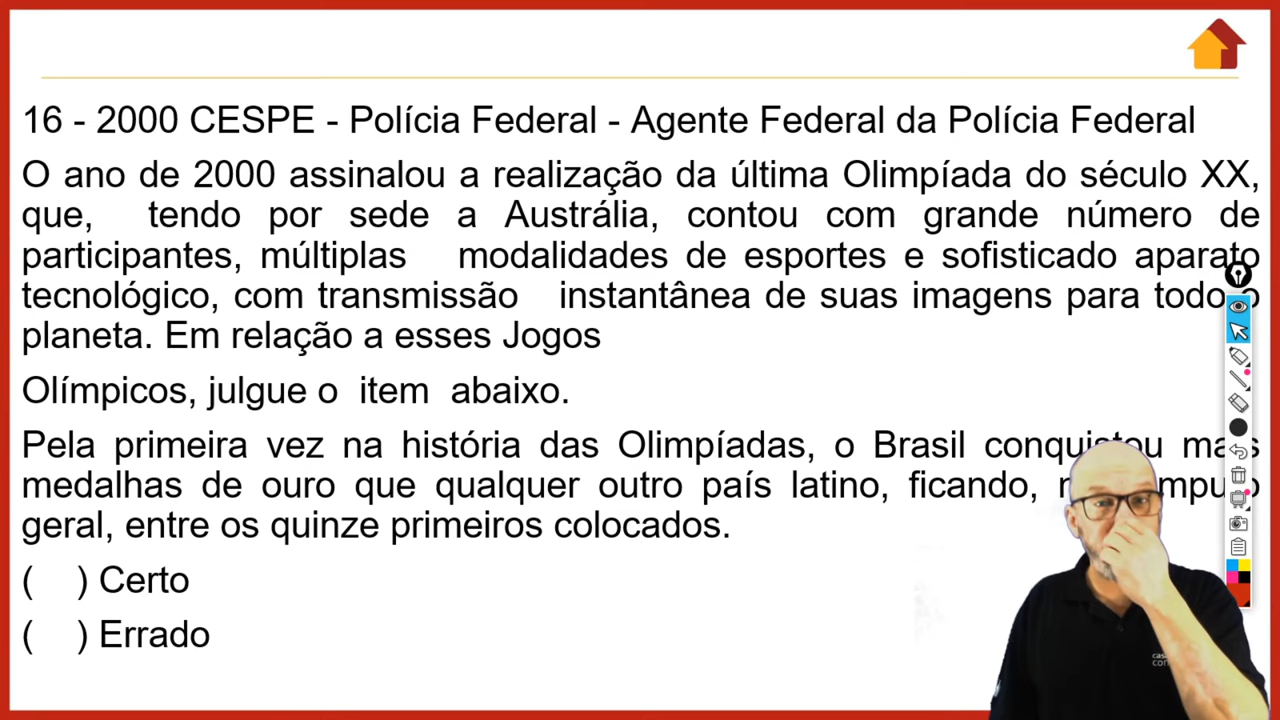 16 - 2000 CESPE - Polícia Federal - Agente Federal da Polícia Federal
O ano de 2000 assinalou a realização da última Olimpíada do século XX,
que, tendo por sede a Austrália, contou com grande número de
participantes, múltiplas modalidades de esportes e sofisticado aparato
tecnológico, com transmissão instantânea de suas imagens para todo o
planeta. Em relação a esses Jogos
Olímpicos, julgue o item abaixo.
Pela primeira vez na história das Olimpíadas, o Brasil conquistou mais
medalhas de ouro que qualquer outro país latino, ficando,
geral, entre os quinze primeiros colocados.
( ) Certo
( ) Errado